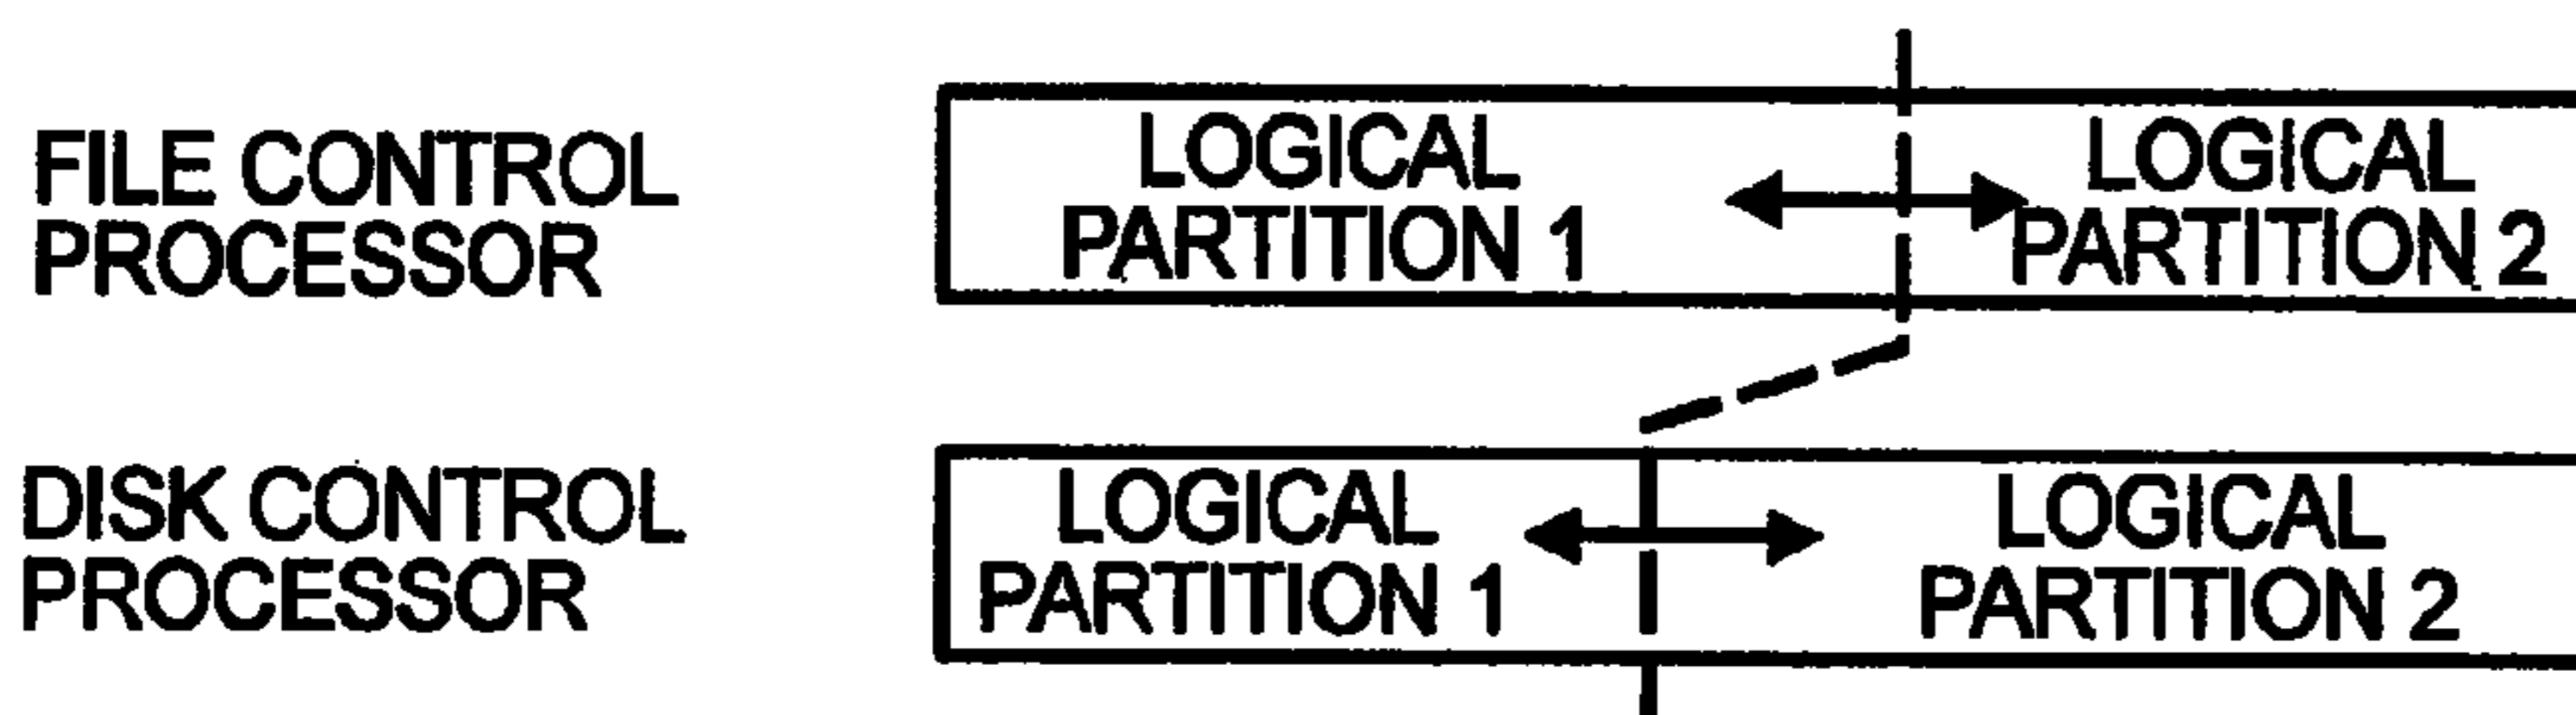 FILE CONTROL
PROCESSOR
LOGICAL
PARTITION 1
LOGICAL
PARTITION 2
DISK CONTROL
PROCESSOR
LOGICAL
PARTITION 1
LOGICAL
PARTITION 2